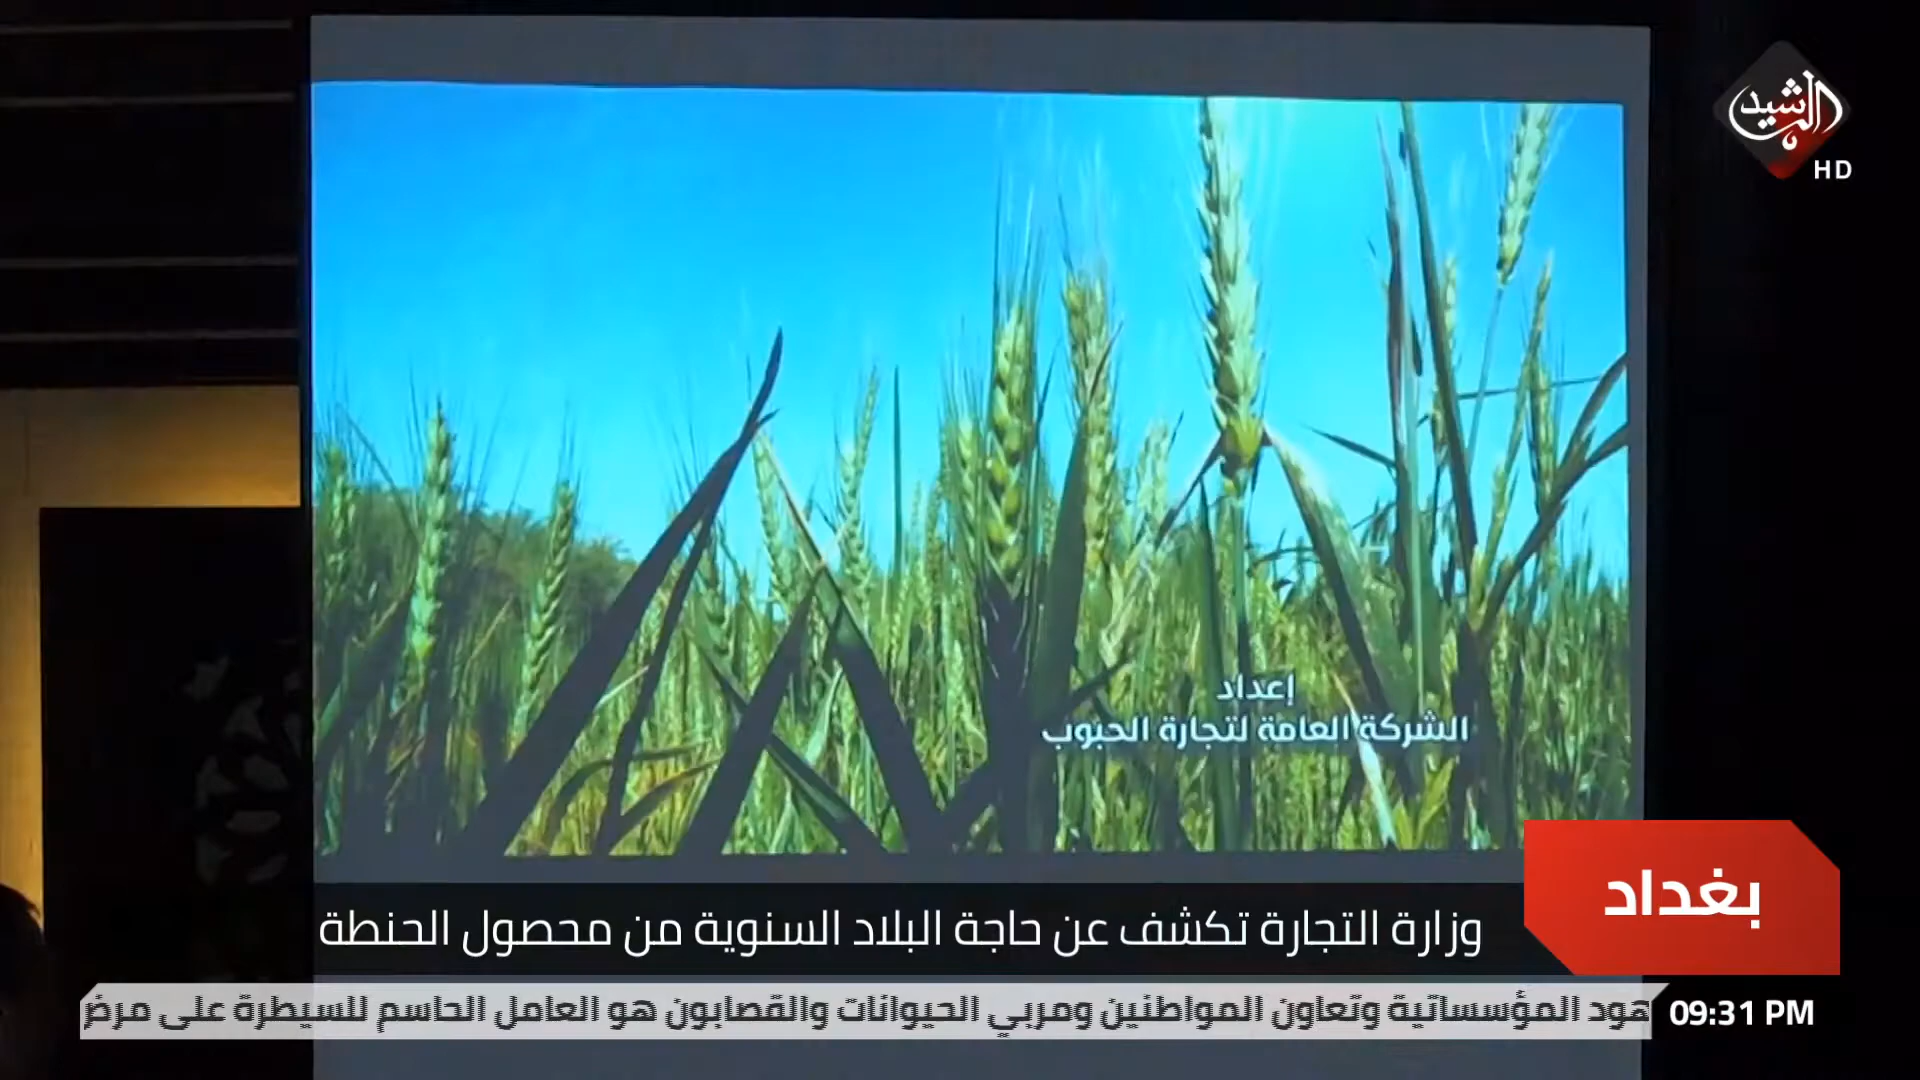 الرشيد
HD
إعداد
الشركة العامة لتجارة الحبوب
بغداد
وزارة التجارة تكشف عن حاجة البلاد السنوية من محصول الحنطة
هود المؤسساتية وتعاون المواطنين ومربي الحيوانات والقصابون هو العامل الحاسم للسيطرة على مرض
09:31 PM